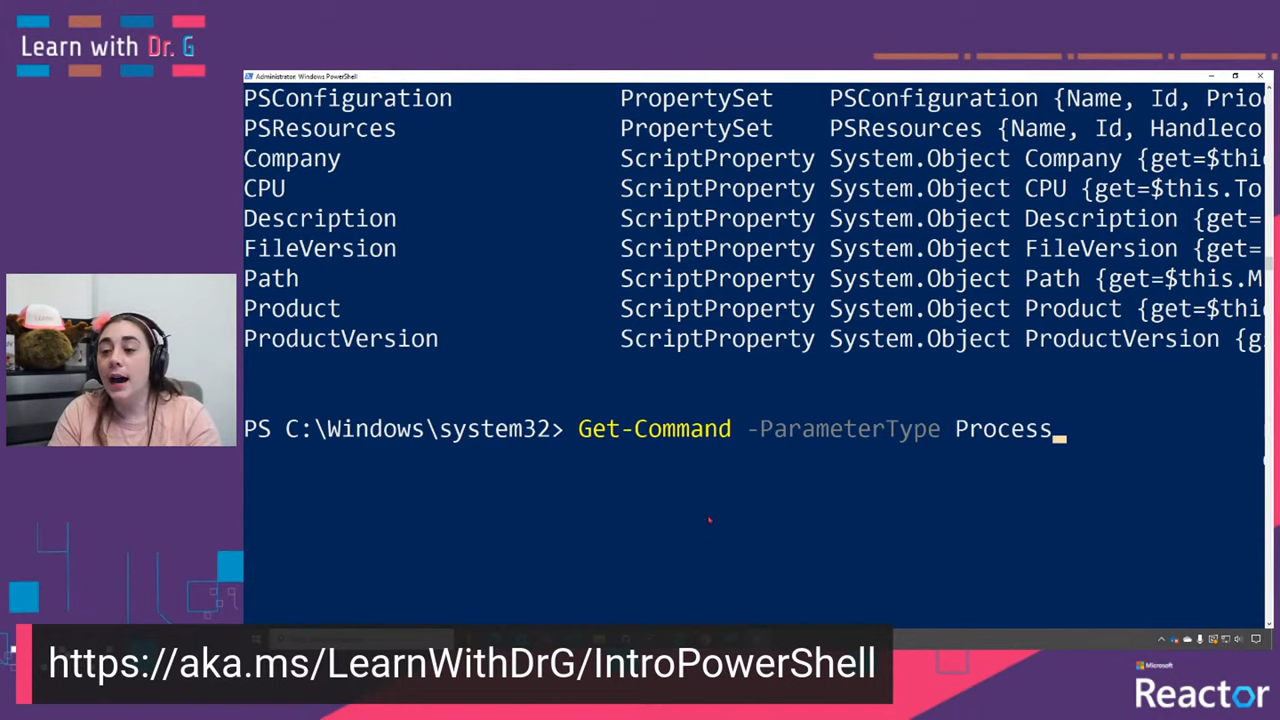 Learn with Dr. G
Administrator: Windows PowerShell
PSConfiguration PropertySet PSConfiguration {Name, Id, Prio
PSResources PropertySet PSResources {Name, Id, Handleco
Company ScriptProperty System.Object Company {get=$thi
CPU ScriptProperty System.Object CPU {get=$this.To
Description ScriptProperty System.Object Description {get=
FileVersion ScriptProperty System.Object FileVersion {get=
Path ScriptProperty System.Object Path {get=$this.M
Product ScriptProperty System.Object Product {get=$thi
ProductVersion ScriptProperty System.Object ProductVersion {g
PS C:\Windows\system32> Get-Command -ParameterType Process
https://aka.ms/LearnWithDrG/IntroPowerShell
Microsoft
Reactor